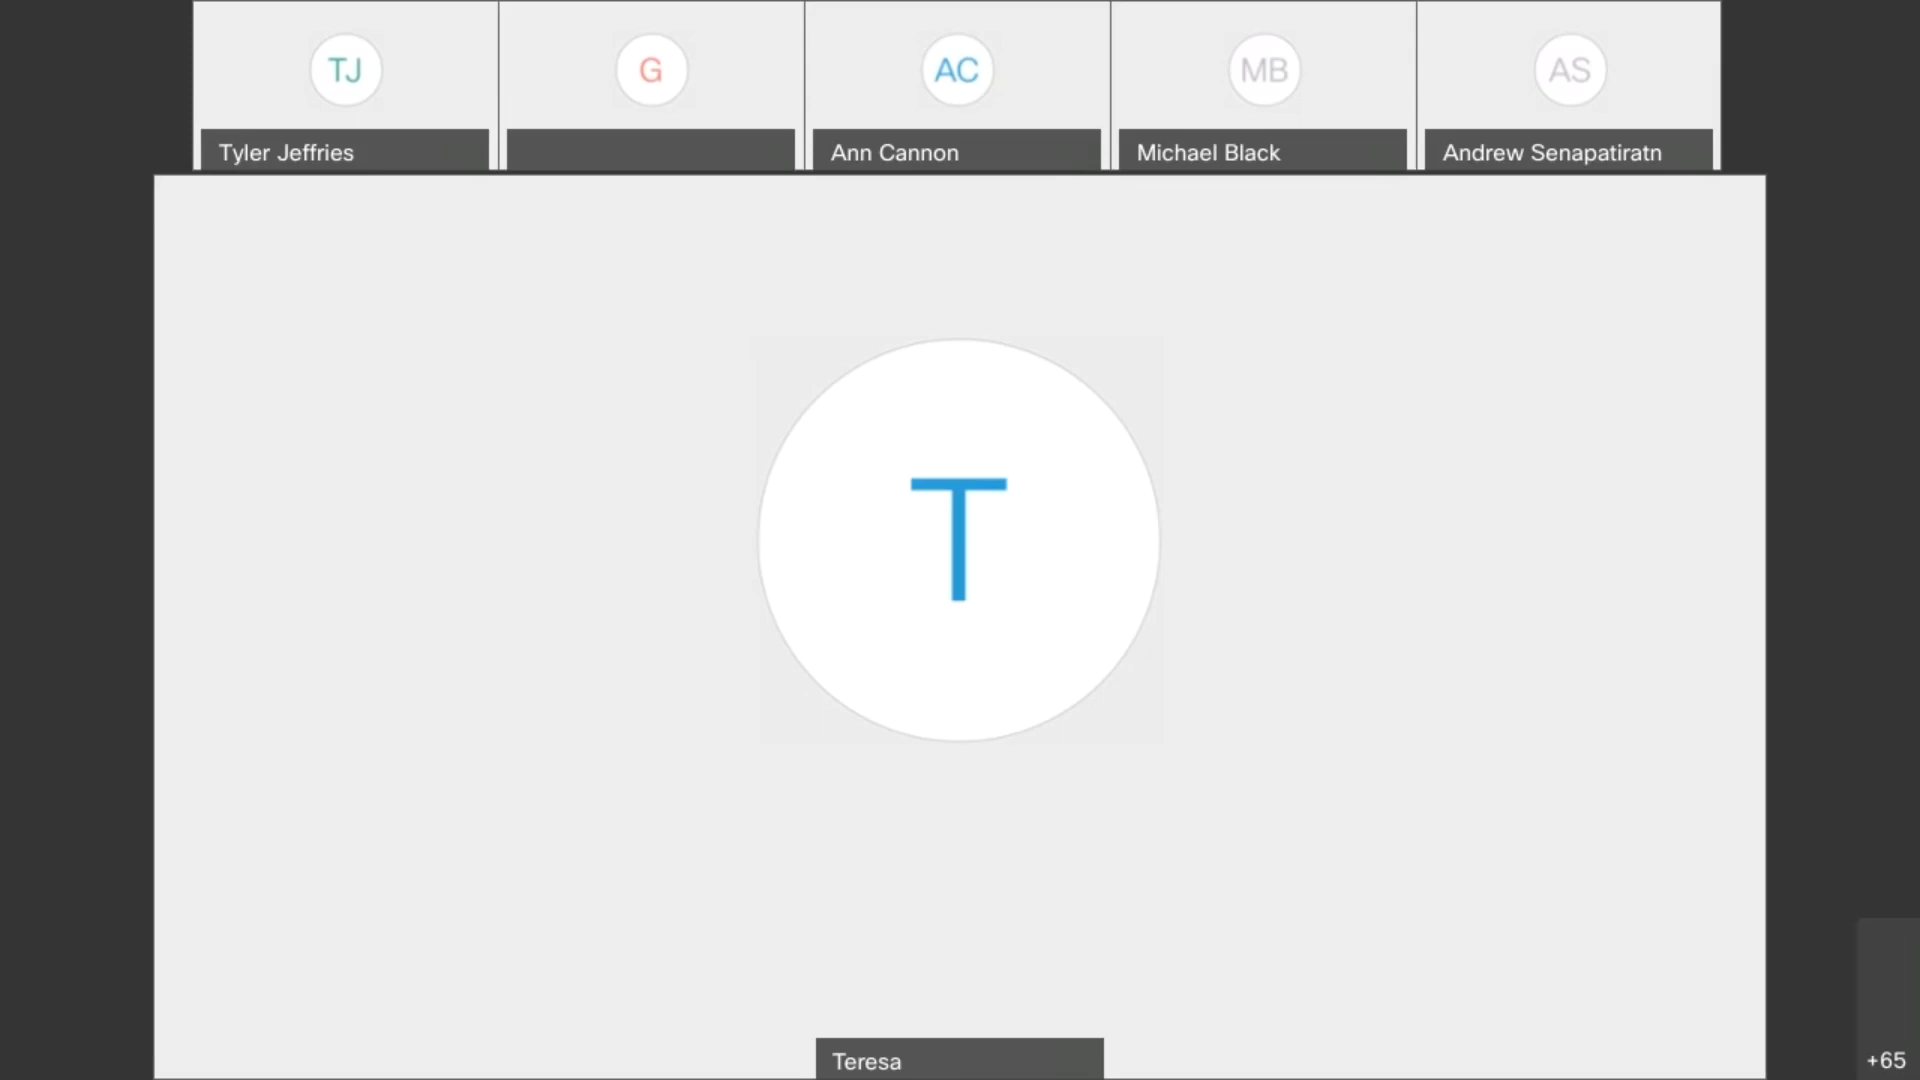 TJ
G
AC
MB
AS
Tyler Jeffries
Ann Cannon
Michael Black
Andrew Senapatiratn
T
Teresa
+65